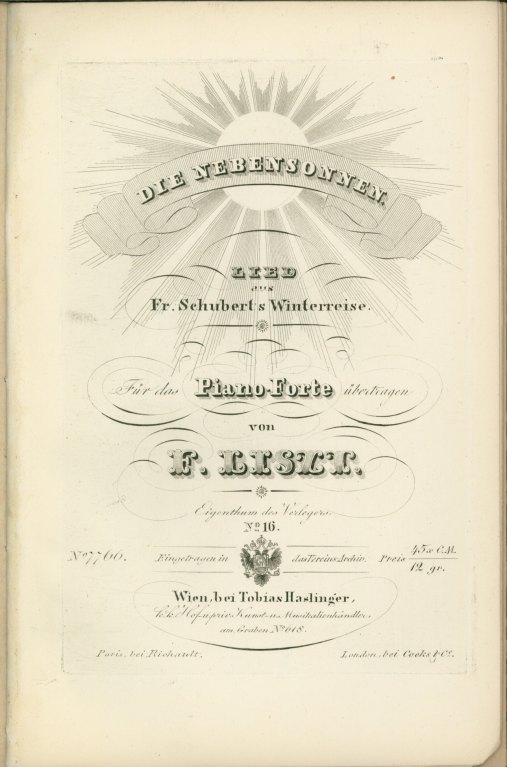 DIE NEBENSONNEN.
LIED
aus
Fr. Schubert's Winterreise.
Für das Piano-Forte übertragen
von
F. LISZT.
Eigenthum des Verlegers.
No 16.
No 7766. Eingetragen in das Vereins-Archiv. Preis 45 x C.M.
12 gr.
Wien, bei Tobias Haslinger,
k.k. Hof- u. priv. Kunst- u. Musikalienhändler,
am Graben No 618.
Paris, bei Richault. London, bei Cocks & Co.